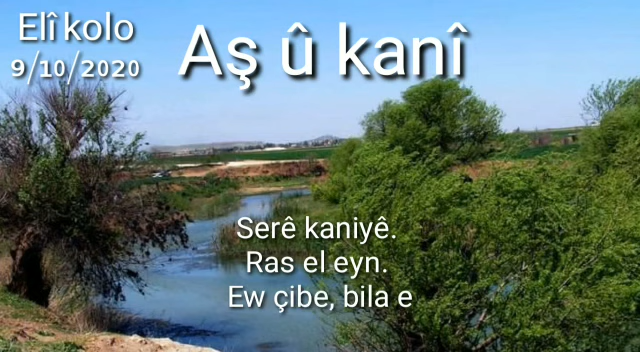 Elî kolo
9/10/2020
Aş û kanî
Serê kaniyê.
Ras el eyn.
Ew çibe, bila e